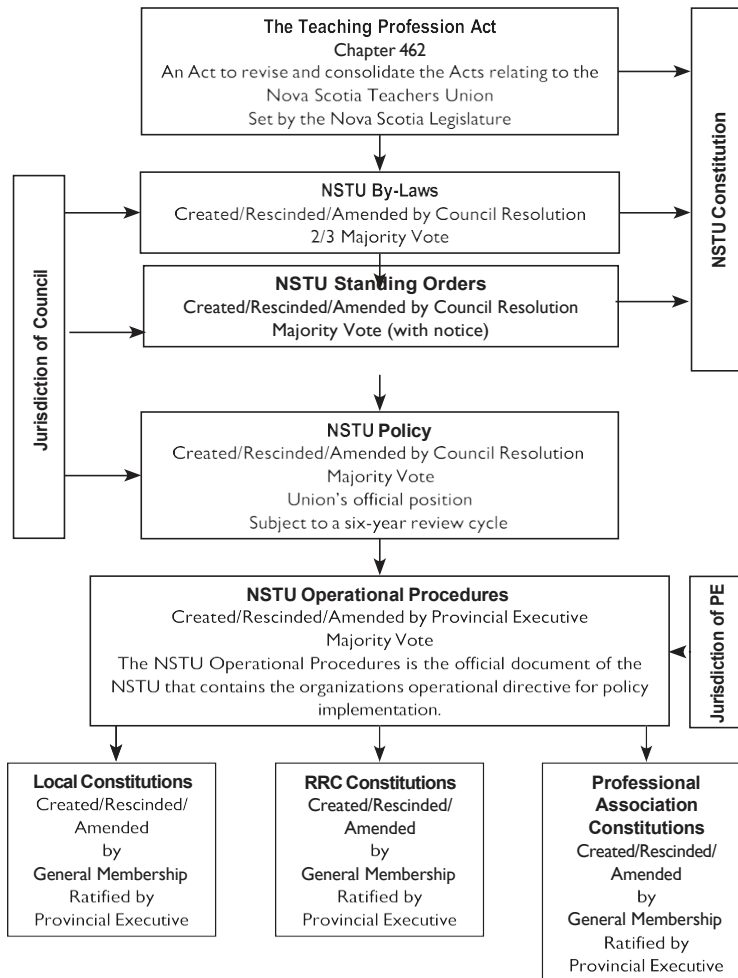 The Teaching Profession Act
Chapter 462
An Act to revise and consolidate the Acts relating to the
Nova Scotia Teachers Union
Set by the Nova Scotia Legislature
NSTU Constitution
Jurisdiction of Council
NSTU By-Laws
Created/Rescinded/Amended by Council Resolution
2/3 Majority Vote
NSTU Standing Orders
Created/Rescinded/Amended by Council Resolution
Majority Vote (with notice)
NSTU Policy
Created/Rescinded/Amended by Council Resolution
Majority Vote
Union's official position
Subject to a six-year review cycle
NSTU Operational Procedures
Created/Rescinded/Amended by Provincial Executive
Majority Vote
The NSTU Operational Procedures is the official document of the
NSTU that contains the organizations operational directive for policy
implementation.
Jurisdiction of PE
Local Constitutions
Created/Rescinded/
Amended
by
General Membership
Ratified by
Provincial Executive
RRC Constitutions
Created/Rescinded/
Amended
by
General Membership
Ratified by
Provincial Executive
Professional
Association
Constitutions
Created/Rescinded/
Amended
by
General Membership
Ratified by
Provincial Executive